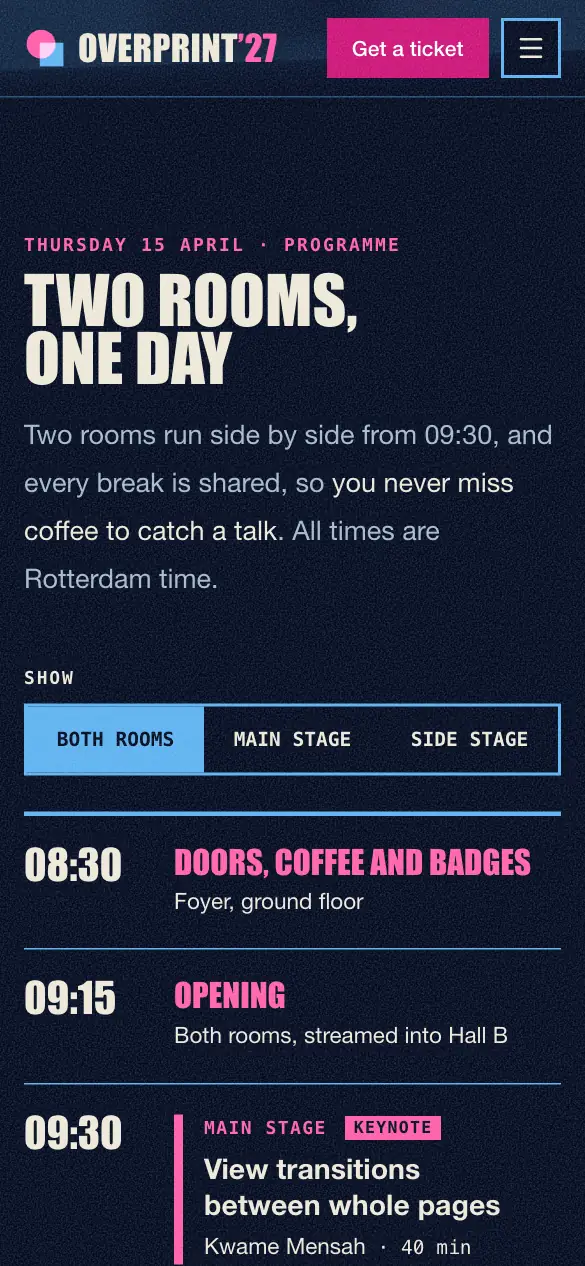 OVERPRINT’27
Get a ticket
THURSDAY 15 APRIL · PROGRAMME
TWO ROOMS,
ONE DAY
Two rooms run side by side from 09:30, and
every break is shared, so you never miss
coffee to catch a talk. All times are
Rotterdam time.
SHOW
BOTH ROOMS
MAIN STAGE
SIDE STAGE
08:30
DOORS, COFFEE AND BADGES
Foyer, ground floor
09:15
OPENING
Both rooms, streamed into Hall B
09:30
MAIN STAGE
KEYNOTE
View transitions
between whole pages
Kwame Mensah · 40 min